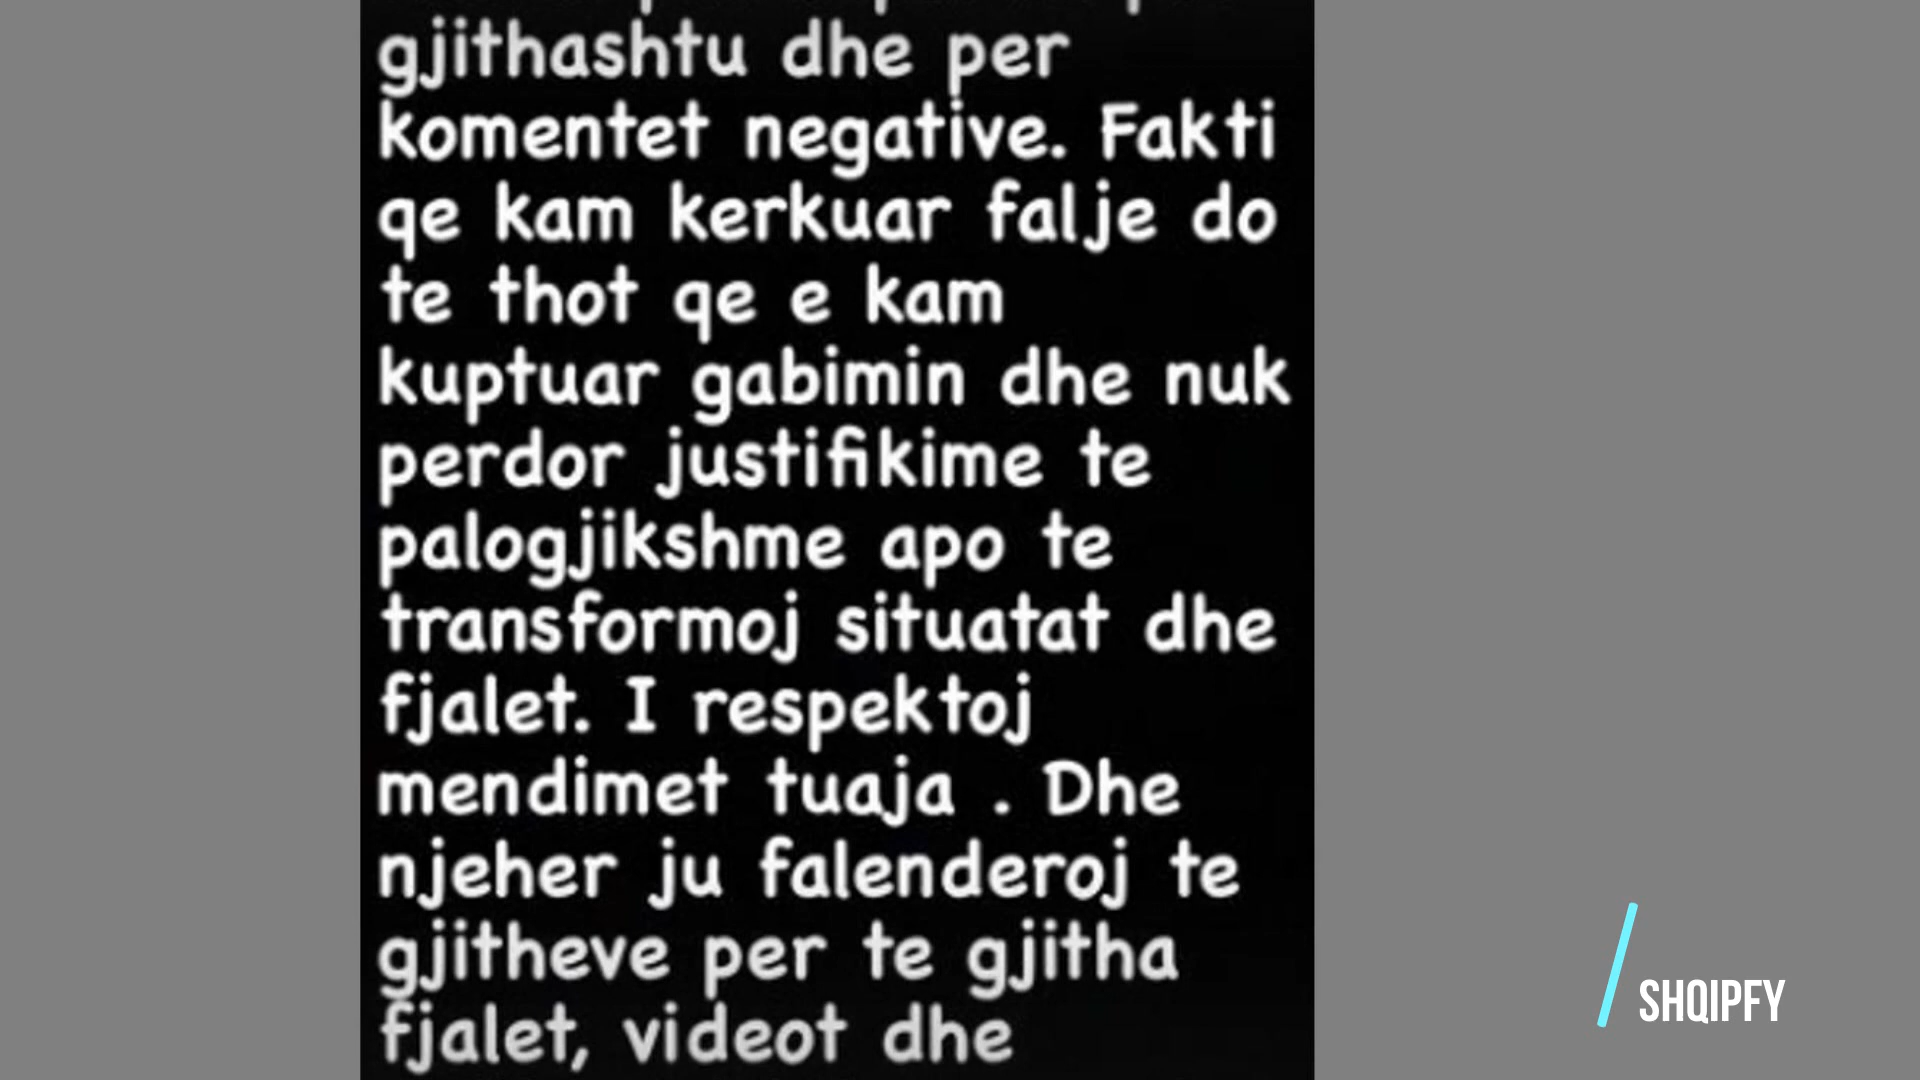 gjithashtu dhe per
komentet negative. Fakti
qe kam kerkuar falje do
te thot qe e kam
kuptuar gabimin dhe nuk
perdor justifikime te
palogjikshme apo te
transformoj situatat dhe
fjalet. I respektoj
mendimet tuaja . Dhe
njeher ju falenderoj te
gjitheve per te gjitha
fjalet, videot dhe
SHQIPFY